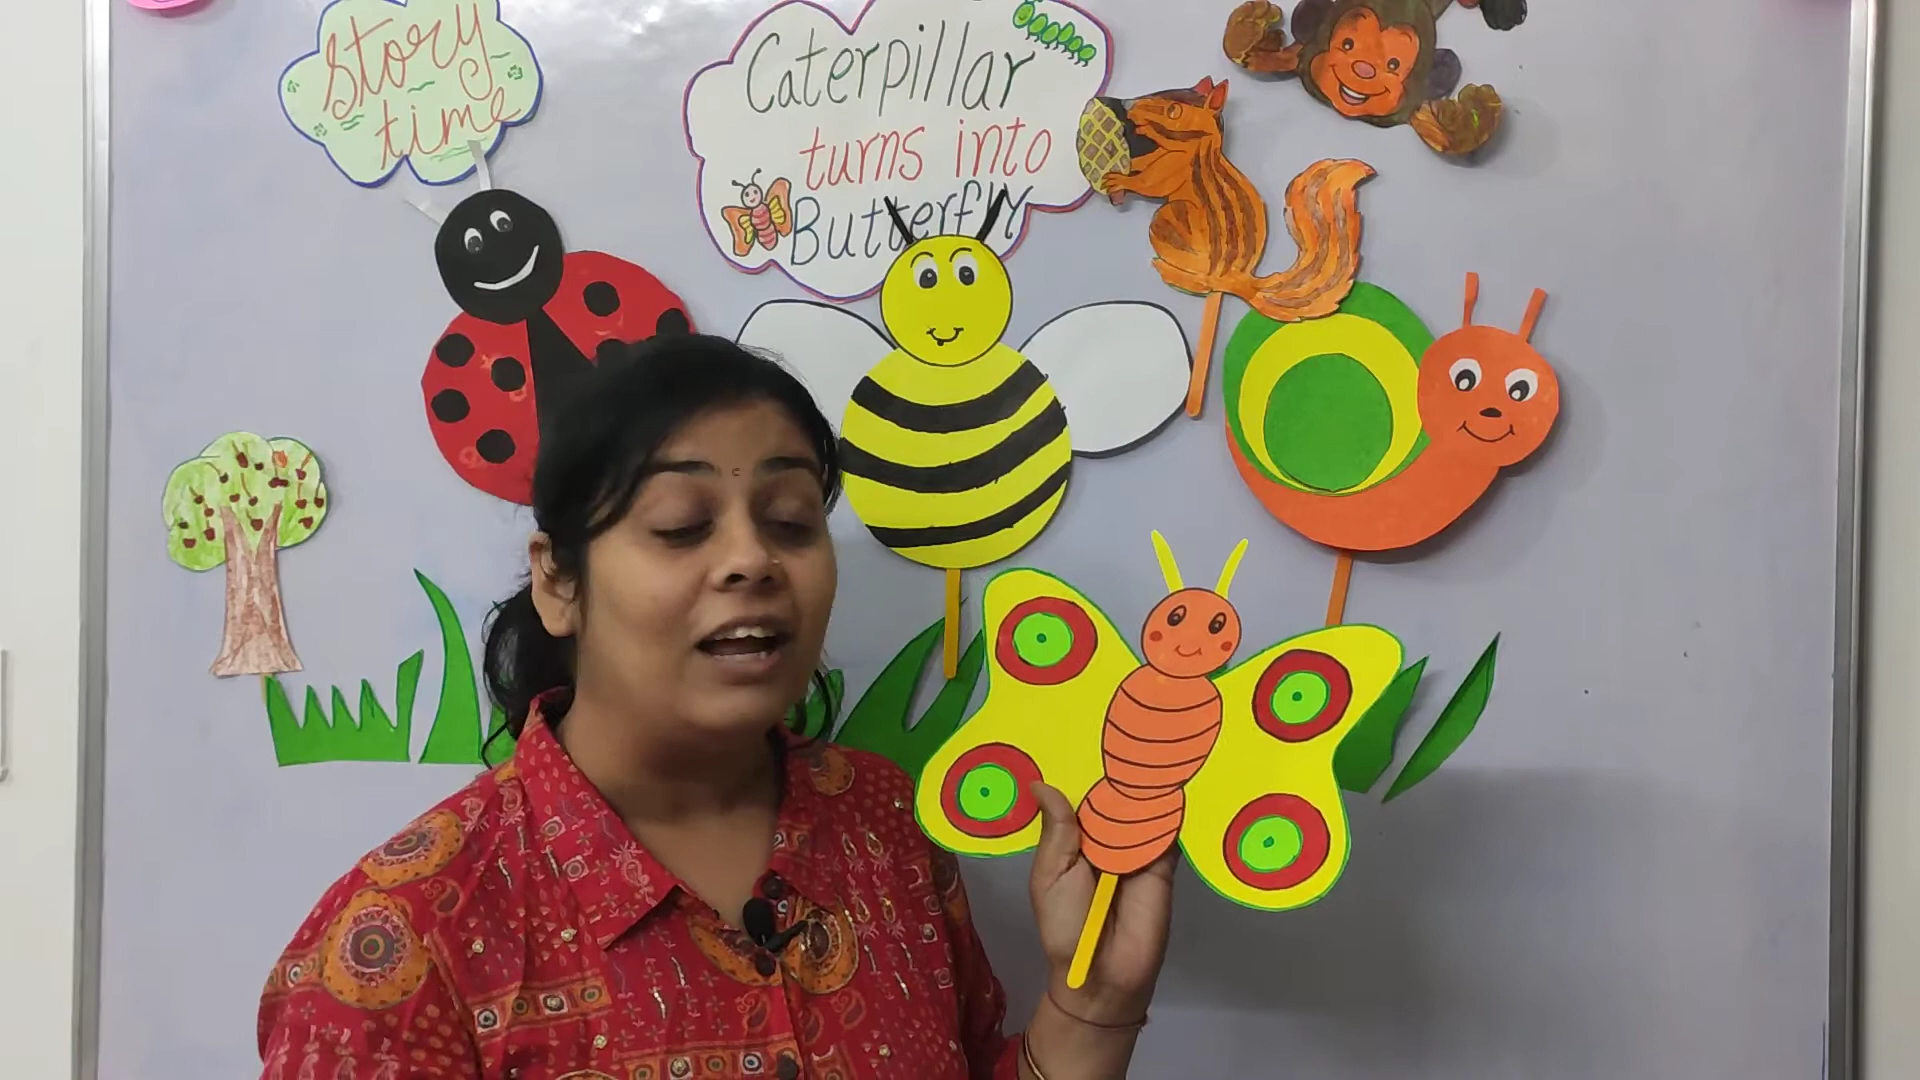 Story
time
Caterpillar
turns into
Butterfly